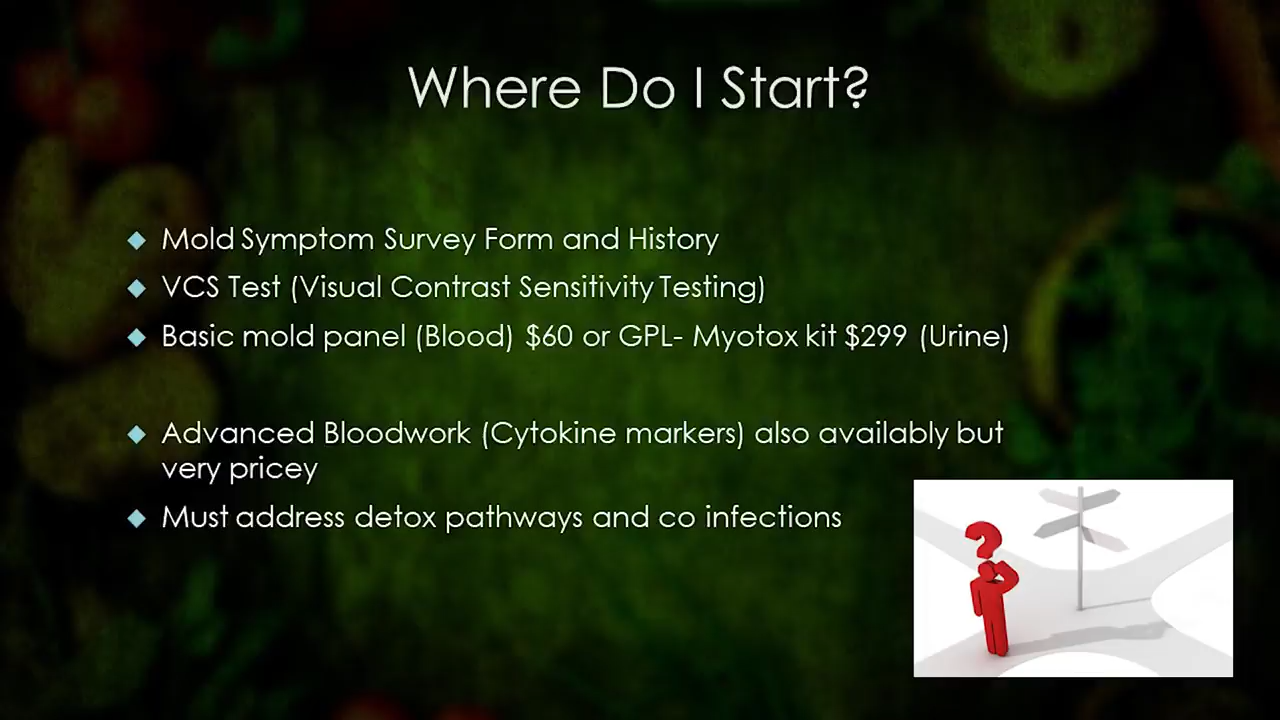 Where Do I Start?
Mold Symptom Survey Form and History
VCS Test (Visual Contrast Sensitivity Testing)
Basic mold panel (Blood) $60 or GPL- Myotox kit $299 (Urine)
Advanced Bloodwork (Cytokine markers) also availably but
very pricey
Must address detox pathways and co infections
?